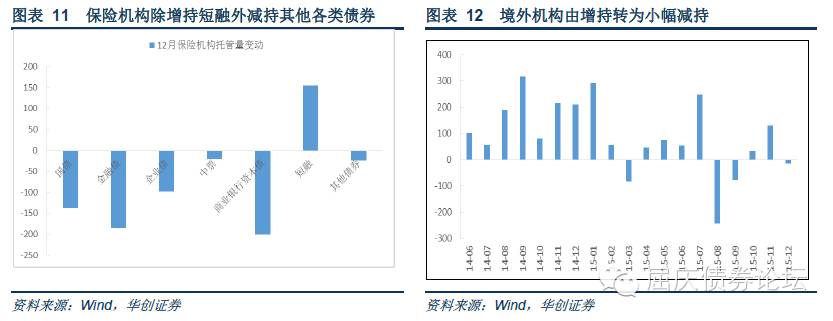 图表 11 保险机构除增持短融外减持其他各类债券
12月保险机构托管量变动
200
150
100
50
0
-50
-100
-150
-200
-250
国债
金融债
企业债
中票
商业银行资本债
短融
其他债券
资料来源：Wind，华创证券
图表 12 境外机构由增持转为小幅减持
400
300
200
100
0
-100
-200
-300
14-06
14-07
14-08
14-09
14-10
14-11
14-12
15-01
15-02
15-03
15-04
15-05
15-06
15-07
15-08
15-09
15-10
15-11
15-12
资料来源：Wind，华创证券
屈庆债券论坛